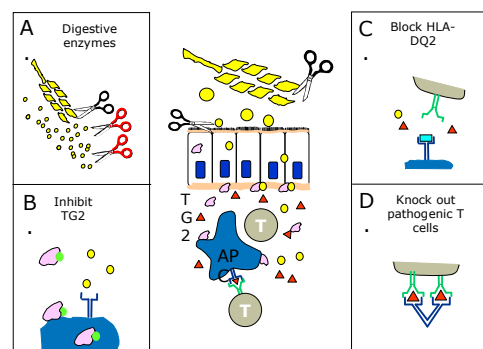 A
.
Digestive
enzymes
B
.
Inhibit
TG2
T
G
2
T
AP
C
T
C
.
Block HLA-
DQ2
D
.
Knock out
pathogenic T
cells